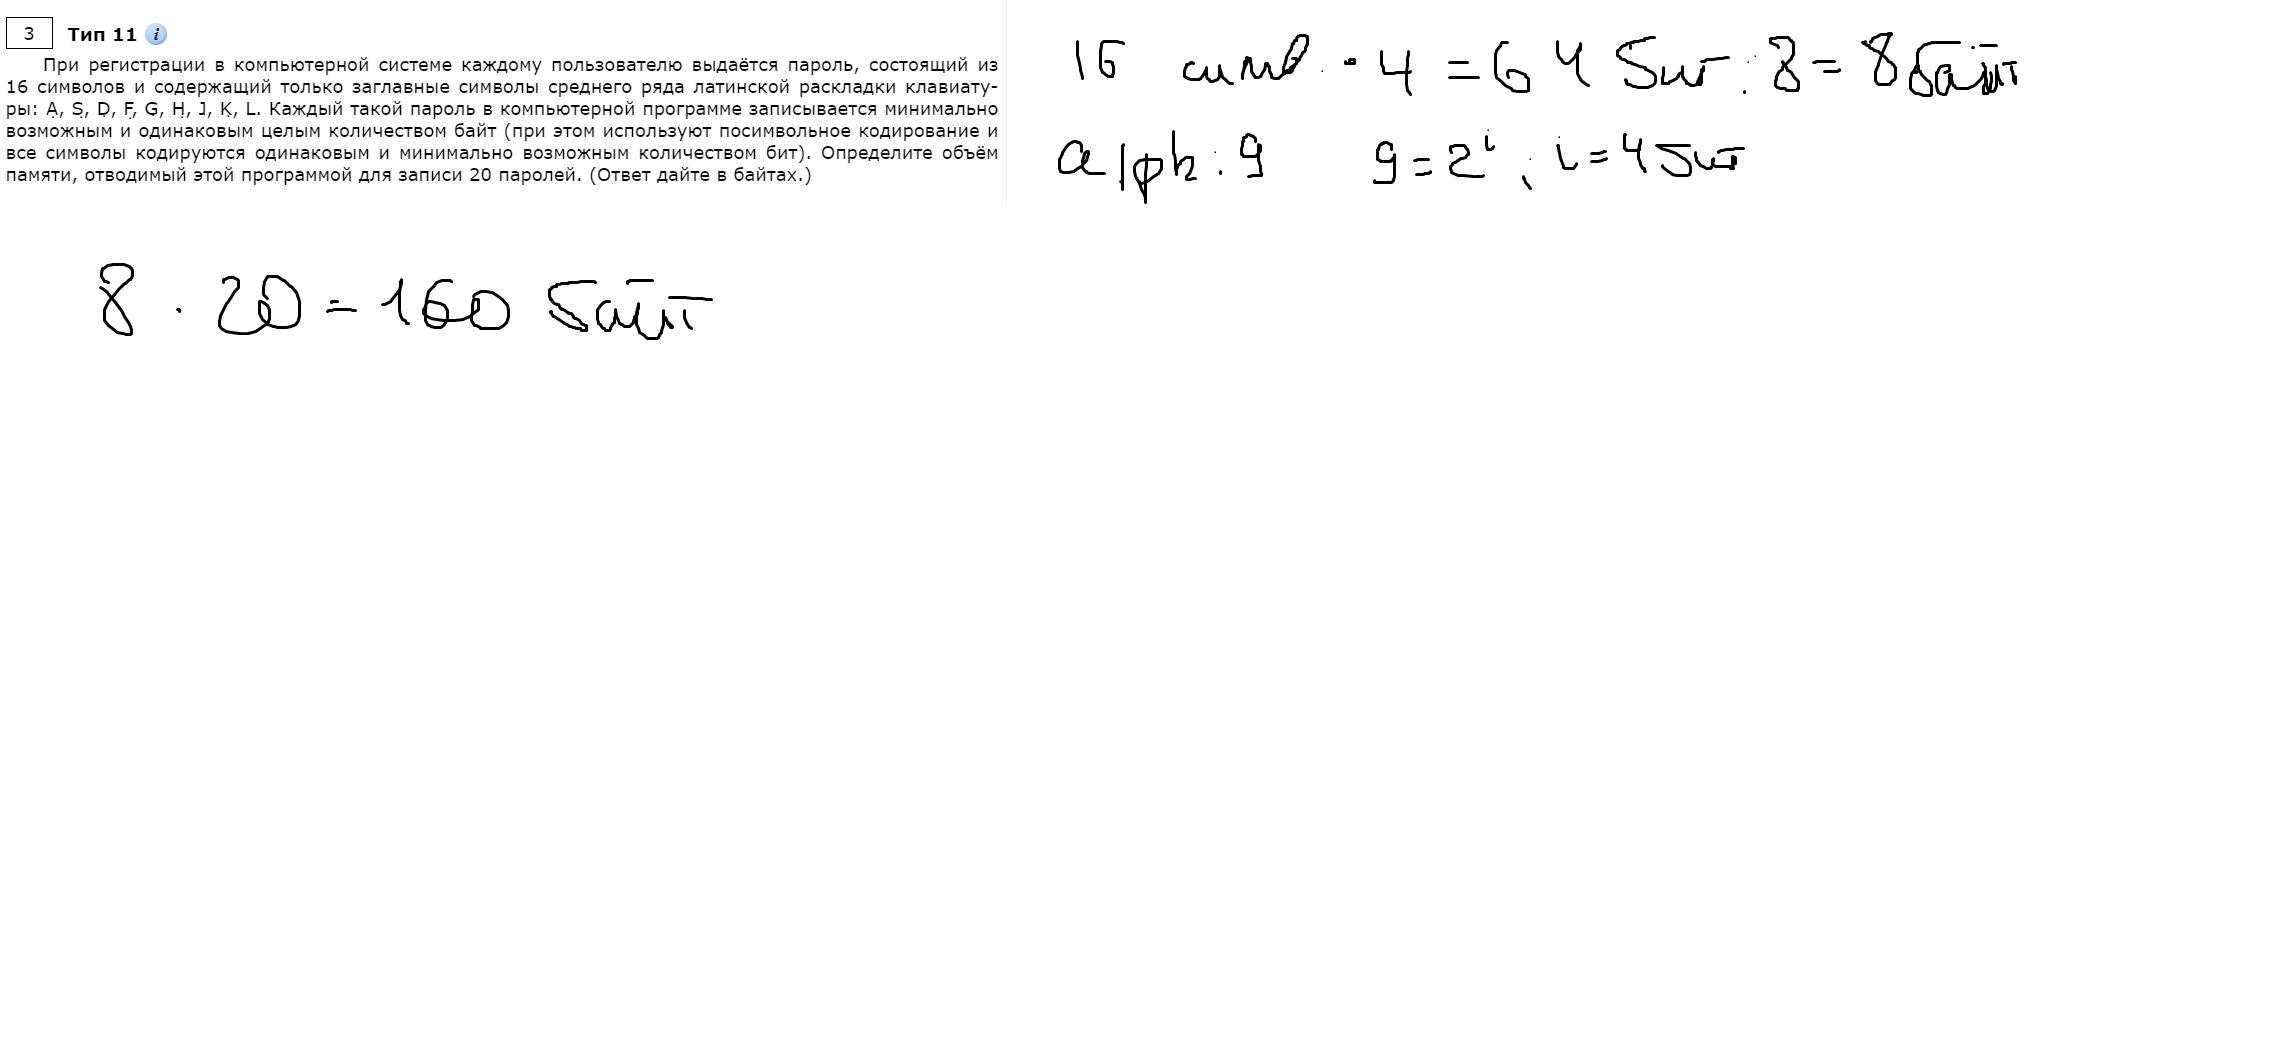 3 Тип 11 i
При регистрации в компьютерной системе каждому пользователю выдаётся пароль, состоящий из
16 символов и содержащий только заглавные символы среднего ряда латинской раскладки клавиату-
ры: A, S, D, F, G, H, J, K, L. Каждый такой пароль в компьютерной программе записывается минимально
возможным и одинаковым целым количеством байт (при этом используют посимвольное кодирование и
все символы кодируются одинаковым и минимально возможным количеством бит). Определите объём
памяти, отводимый этой программой для записи 20 паролей. (Ответ дайте в байтах.)
16 симв. · 4 = 64 бит : 8 = 8 байт
alph : 9 9 = 2^i ; i = 4 бит
8 · 20 = 160 байт